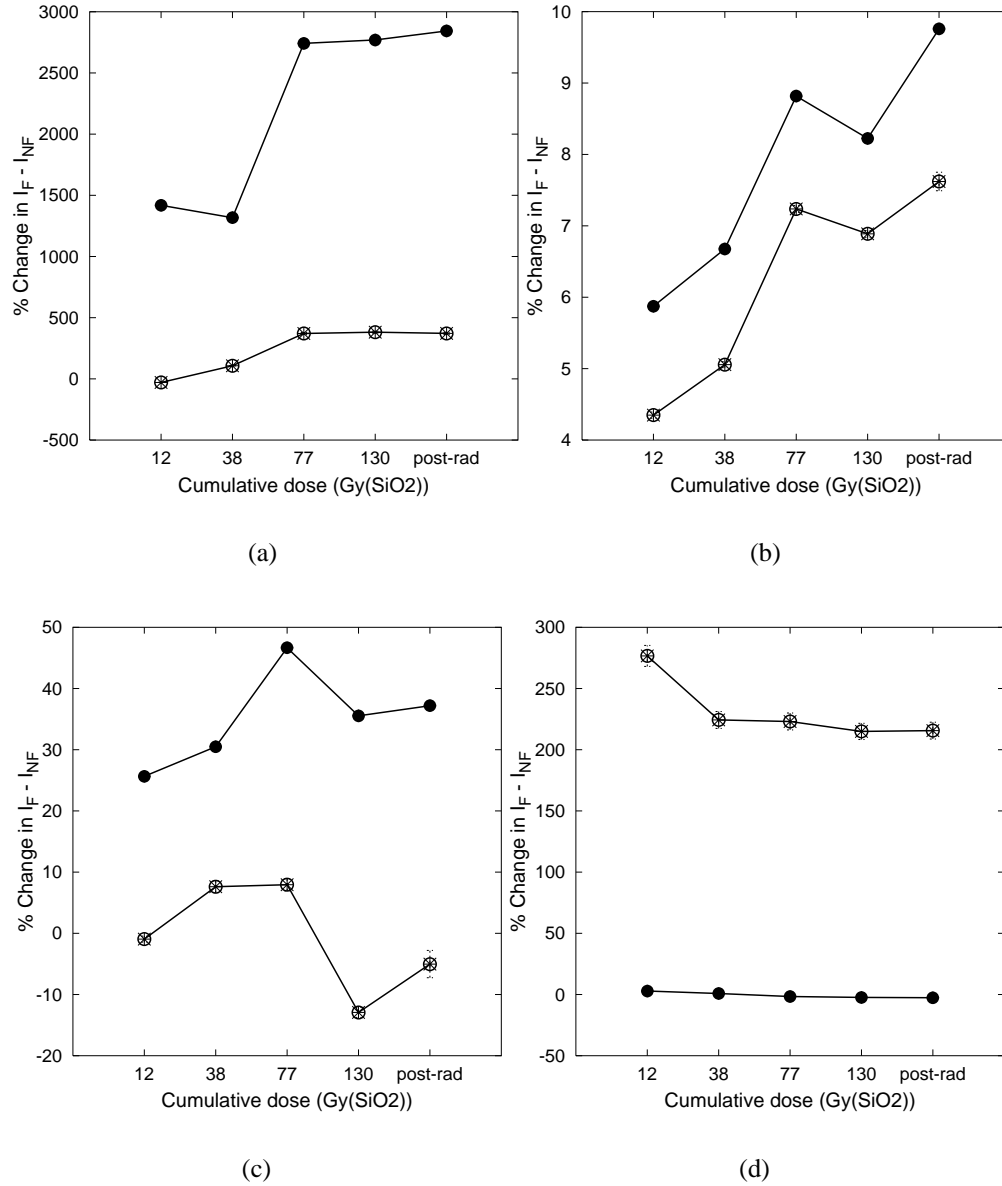 3000
2500
2000
1500
1000
500
0
-500
% Change in I_F - I_NF
12 38 77 130 post-rad
Cumulative dose (Gy(SiO2))
(a)
10
9
8
7
6
5
4
% Change in I_F - I_NF
12 38 77 130 post-rad
Cumulative dose (Gy(SiO2))
(b)
50
40
30
20
10
0
-10
-20
% Change in I_F - I_NF
12 38 77 130 post-rad
Cumulative dose (Gy(SiO2))
(c)
300
250
200
150
100
50
0
-50
% Change in I_F - I_NF
12 38 77 130 post-rad
Cumulative dose (Gy(SiO2))
(d)